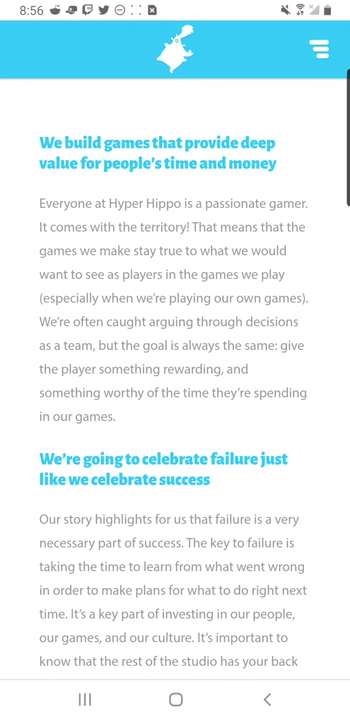 8:56
We build games that provide deep
value for people's time and money
Everyone at Hyper Hippo is a passionate gamer.
It comes with the territory! That means that the
games we make stay true to what we would
want to see as players in the games we play
(especially when we're playing our own games).
We're often caught arguing through decisions
as a team, but the goal is always the same: give
the player something rewarding, and
something worthy of the time they're spending
in our games.
We're going to celebrate failure just
like we celebrate success
Our story highlights for us that failure is a very
necessary part of success. The key to failure is
taking the time to learn from what went wrong
in order to make plans for what to do right next
time. It's a key part of investing in our people,
our games, and our culture. It's important to
know that the rest of the studio has your back